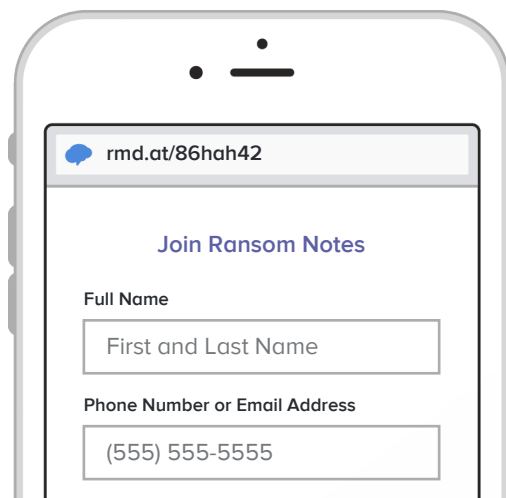 rmd.at/86hah42
Join Ransom Notes
Full Name
First and Last Name
Phone Number or Email Address
(555) 555-5555